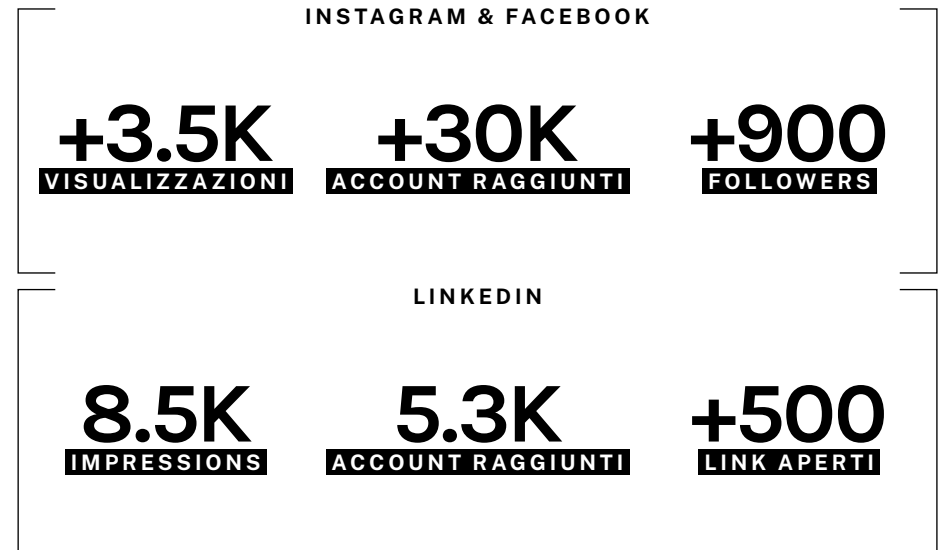 INSTAGRAM & FACEBOOK
+3.5K +30K +900
VISUALIZZAZIONI ACCOUNT RAGGIUNTI FOLLOWERS
LINKEDIN
8.5K 5.3K +500
IMPRESSIONS ACCOUNT RAGGIUNTI LINK APERTI